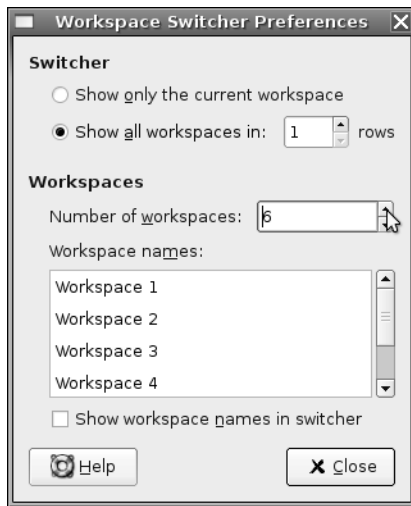 Workspace Switcher Preferences
Switcher
Show only the current workspace
Show all workspaces in: 1 rows
Workspaces
Number of workspaces: 6
Workspace names:
Workspace 1
Workspace 2
Workspace 3
Workspace 4
Show workspace names in switcher
Help
Close